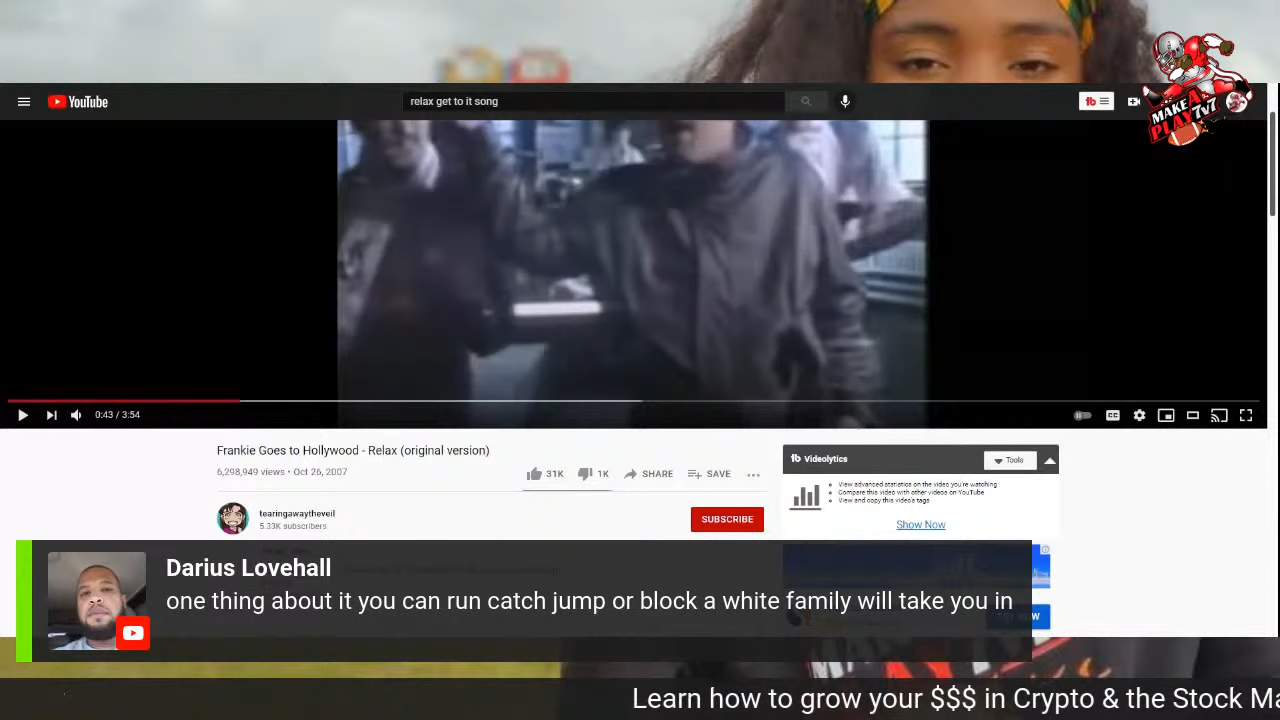 YouTube
relax get to it song
MAKE A
PLAY 7v7
0:43 / 3:54
CC
Frankie Goes to Hollywood - Relax (original version)
6,298,949 views • Oct 26, 2007
31K
1K
SHARE
SAVE
tearingawaytheveil
5.33K subscribers
SUBSCRIBE
Videolytics
Tools
View advanced statistics on the video you're watching
Compare this video with other videos on YouTube
View and copy this video's tags
Show Now
Darius Lovehall
one thing about it you can run catch jump or block a white family will take you in
Learn how to grow your $$$ in Crypto & the Stock Ma